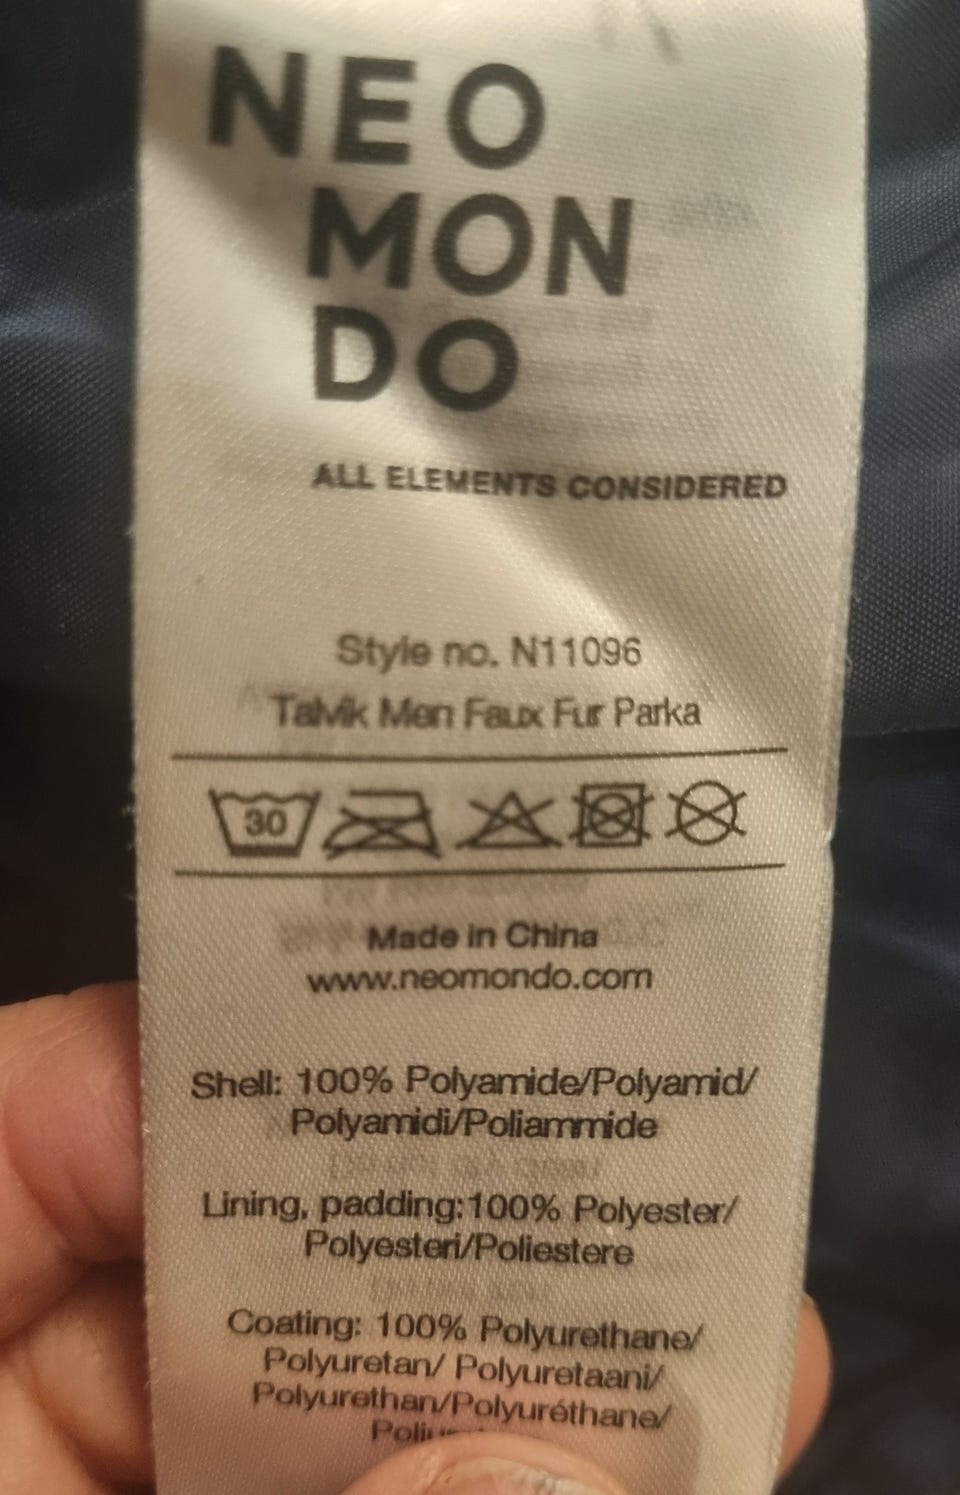 NEO
MON
DO
ALL ELEMENTS CONSIDERED
Style no. N11096
Talvik Men Faux Fur Parka
30
Made in China
www.neomondo.com
Shell: 100% Polyamide/Polyamid/
Polyamidi/Poliammide
Lining, padding:100% Polyester/
Polyesteri/Poliestere
Coating: 100% Polyurethane/
Polyuretan/ Polyuretaani/
Polyurethan/Polyuréthane/